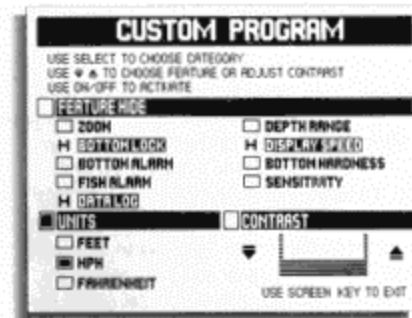 CUSTOM PROGRAM
USE SELECT TO CHOOSE CATEGORY
USE TO CHOOSE FEATURE OR ADJUST CONTRAST
USE ON/OFF TO ACTIVATE
FEATURE HIDE
ZOOM
DEPTH RANGE
H BOTTOM LOCK
H DISPLAY SPEED
BOTTOM ALARM
BOTTOM HARDNESS
FISH ALARM
SENSITIVITY
H DATA LOG
UNITS
CONTRAST
FEET
MPH
FAHRENHEIT
USE SCREEN KEY TO EXIT